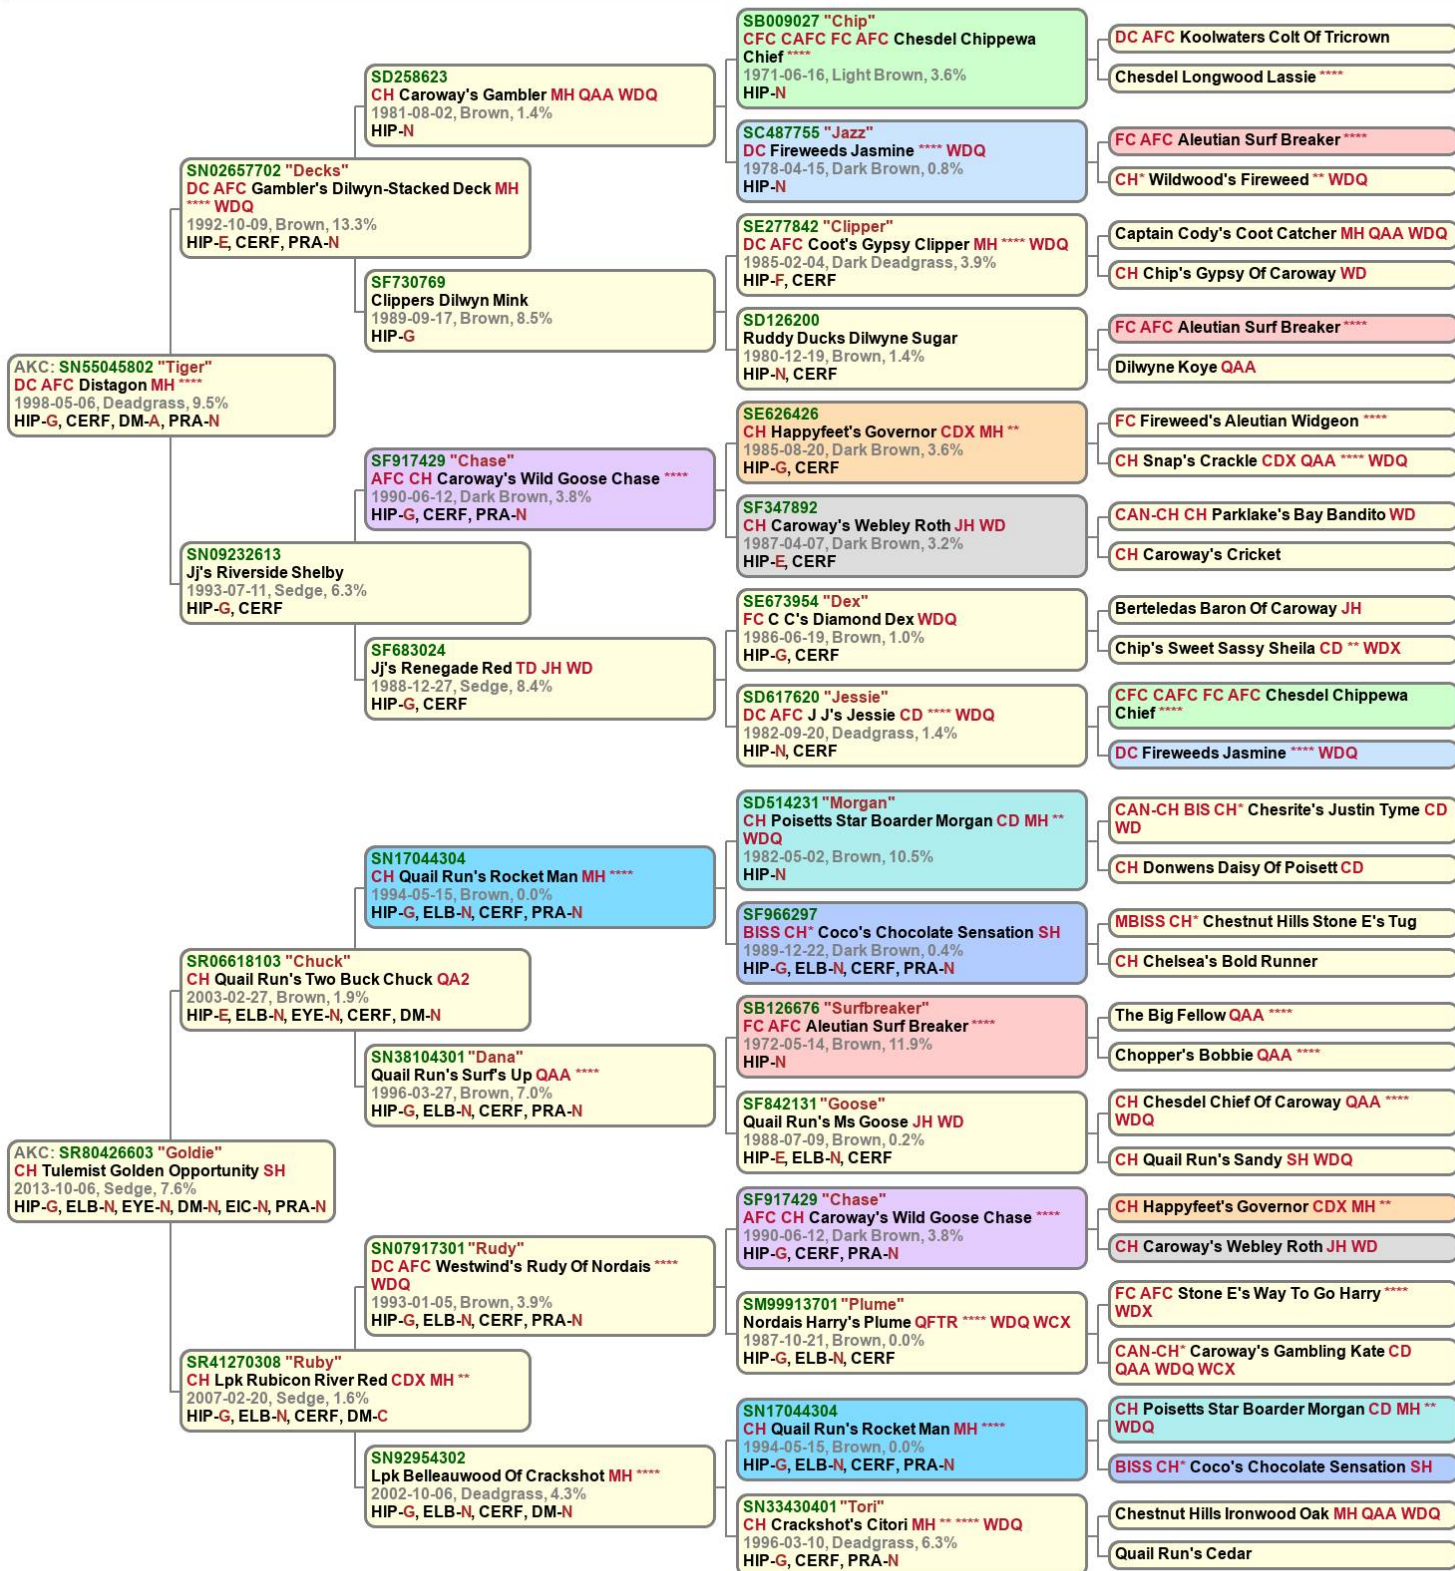 AKC: SN55045802 "Tiger"
DC AFC Distagon MH ****
1998-05-06, Deadgrass, 9.5%
HIP-G, CERF, DM-A, PRA-N
SN02657702 "Decks"
DC AFC Gambler's Dilwyn-Stacked Deck MH
**** WDQ
1992-10-09, Brown, 13.3%
HIP-E, CERF, PRA-N
SD258623
CH Caroway's Gambler MH QAA WDQ
1981-08-02, Brown, 1.4%
HIP-N
SB009027 "Chip"
CFC CAFC FC AFC Chesdel Chippewa
Chief ****
1971-06-16, Light Brown, 3.6%
HIP-N
DC AFC Koolwaters Colt Of Tricrown
Chesdel Longwood Lassie ****
SC487755 "Jazz"
DC Fireweeds Jasmine **** WDQ
1978-04-15, Dark Brown, 0.8%
HIP-N
FC AFC Aleutian Surf Breaker ****
CH* Wildwood's Fireweed ** WDQ
SF730769
Clippers Dilwyn Mink
1989-09-17, Brown, 8.5%
HIP-G
SE277842 "Clipper"
DC AFC Coot's Gypsy Clipper MH **** WDQ
1985-02-04, Dark Deadgrass, 3.9%
HIP-F, CERF
Captain Cody's Coot Catcher MH QAA WDQ
CH Chip's Gypsy Of Caroway WD
SD126200
Ruddy Ducks Dilwyne Sugar
1980-12-19, Brown, 1.4%
HIP-N, CERF
FC AFC Aleutian Surf Breaker ****
Dilwyne Koye QAA
SN09232613
Jj's Riverside Shelby
1993-07-11, Sedge, 6.3%
HIP-G, CERF
SF917429 "Chase"
AFC CH Caroway's Wild Goose Chase ****
1990-06-12, Dark Brown, 3.8%
HIP-G, CERF, PRA-N
SE626426
CH Happyfeet's Governor CDX MH **
1985-08-20, Dark Brown, 3.6%
HIP-G, CERF
FC Fireweed's Aleutian Widgeon ****
CH Snap's Crackle CDX QAA **** WDQ
SF347892
CH Caroway's Webley Roth JH WD
1987-04-07, Dark Brown, 3.2%
HIP-E, CERF
CAN-CH CH Parklake's Bay Bandito WD
CH Caroway's Cricket
SF683024
Jj's Renegade Red TD JH WD
1988-12-27, Sedge, 8.4%
HIP-G, CERF
SE673954 "Dex"
FC C C's Diamond Dex WDQ
1986-06-19, Brown, 1.0%
HIP-G, CERF
Berteledas Baron Of Caroway JH
Chip's Sweet Sassy Sheila CD ** WDX
SD617620 "Jessie"
DC AFC J J's Jessie CD **** WDQ
1982-09-20, Deadgrass, 1.4%
HIP-N, CERF
CFC CAFC FC AFC Chesdel Chippewa
Chief ****
DC Fireweeds Jasmine **** WDQ
AKC: SR80426603 "Goldie"
CH Tulemist Golden Opportunity SH
2013-10-06, Sedge, 7.6%
HIP-G, ELB-N, EYE-N, DM-N, EIC-N, PRA-N
SR06618103 "Chuck"
CH Quail Run's Two Buck Chuck QA2
2003-02-27, Brown, 1.9%
HIP-E, ELB-N, EYE-N, CERF, DM-N
SN17044304
CH Quail Run's Rocket Man MH ****
1994-05-15, Brown, 0.0%
HIP-G, ELB-N, CERF, PRA-N
SD514231 "Morgan"
CH Poisetts Star Boarder Morgan CD MH **
WDQ
1982-05-02, Brown, 10.5%
HIP-N
CAN-CH BIS CH* Chesrite's Justin Tyme CD
WD
CH Donwens Daisy Of Poisett CD
SF966297
BISS CH* Coco's Chocolate Sensation SH
1989-12-22, Dark Brown, 0.4%
HIP-G, ELB-N, CERF, PRA-N
MBISS CH* Chestnut Hills Stone E's Tug
CH Chelsea's Bold Runner
SN38104301 "Dana"
Quail Run's Surf's Up QAA ****
1996-03-27, Brown, 7.0%
HIP-G, ELB-N, CERF, PRA-N
SB126676 "Surfbreaker"
FC AFC Aleutian Surf Breaker ****
1972-05-14, Brown, 11.9%
HIP-N
The Big Fellow QAA ****
Chopper's Bobbie QAA ****
SF842131 "Goose"
Quail Run's Ms Goose JH WD
1988-07-09, Brown, 0.2%
HIP-E, ELB-N, CERF
CH Chesdel Chief Of Caroway QAA ****
WDQ
CH Quail Run's Sandy SH WDQ
SR41270308 "Ruby"
CH Lpk Rubicon River Red CDX MH **
2007-02-20, Sedge, 1.6%
HIP-G, ELB-N, CERF, DM-C
SN07917301 "Rudy"
DC AFC Westwind's Rudy Of Nordais ****
WDQ
1993-01-05, Brown, 3.9%
HIP-G, ELB-N, CERF, PRA-N
SF917429 "Chase"
AFC CH Caroway's Wild Goose Chase ****
1990-06-12, Dark Brown, 3.8%
HIP-G, CERF, PRA-N
CH Happyfeet's Governor CDX MH **
CH Caroway's Webley Roth JH WD
SM99913701 "Plume"
Nordais Harry's Plume QFTR **** WDQ WCX
1987-10-21, Brown, 0.0%
HIP-G, ELB-N, CERF
FC AFC Stone E's Way To Go Harry ****
WDX
CAN-CH* Caroway's Gambling Kate CD
QAA WDQ WCX
SN92954302
Lpk Belleauwood Of Crackshot MH ****
2002-10-06, Deadgrass, 4.3%
HIP-G, ELB-N, CERF, DM-N
SN17044304
CH Quail Run's Rocket Man MH ****
1994-05-15, Brown, 0.0%
HIP-G, ELB-N, CERF, PRA-N
CH Poisetts Star Boarder Morgan CD MH **
WDQ
BISS CH* Coco's Chocolate Sensation SH
SN33430401 "Tori"
CH Crackshot's Citori MH ** **** WDQ
1996-03-10, Deadgrass, 6.3%
HIP-G, CERF, PRA-N
Chestnut Hills Ironwood Oak MH QAA WDQ
Quail Run's Cedar